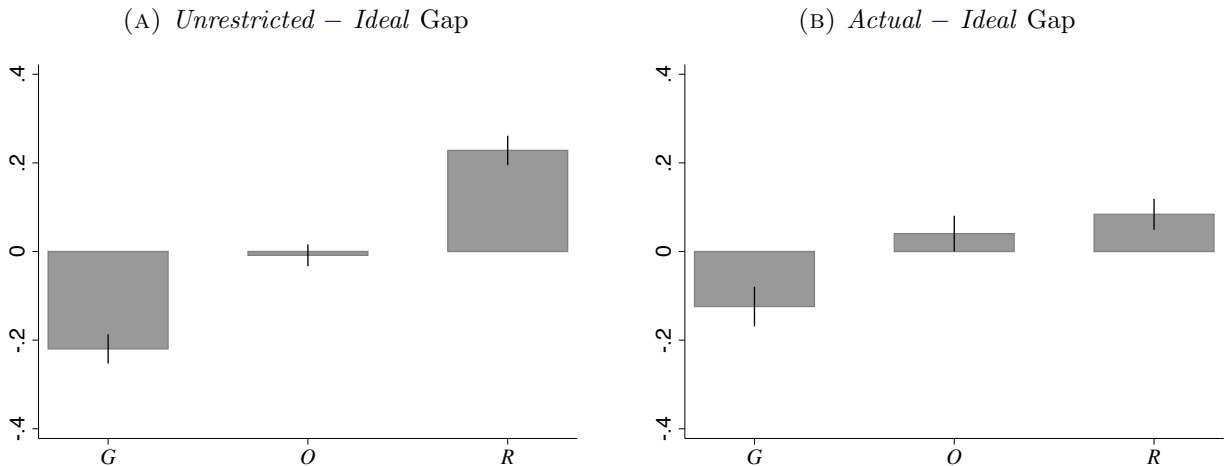 (A) Unrestricted – Ideal Gap
.4
.2
0
-.2
-.4
G O R
(B) Actual – Ideal Gap
.4
.2
0
-.2
-.4
G O R